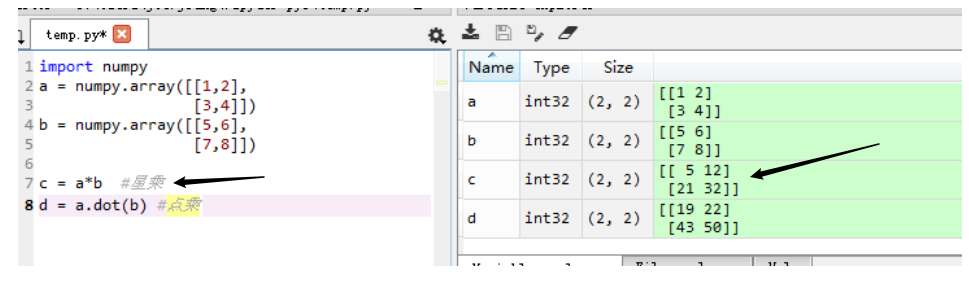 temp.py*
1 import numpy
2 a = numpy.array([[1,2],
3 [3,4]])
4 b = numpy.array([[5,6],
5 [7,8]])
6
7 c = a*b #星乘
8 d = a.dot(b) #点乘
Name Type Size
a int32 (2, 2) [[1 2]
[3 4]]
b int32 (2, 2) [[5 6]
[7 8]]
c int32 (2, 2) [[ 5 12]
[21 32]]
d int32 (2, 2) [[19 22]
[43 50]]